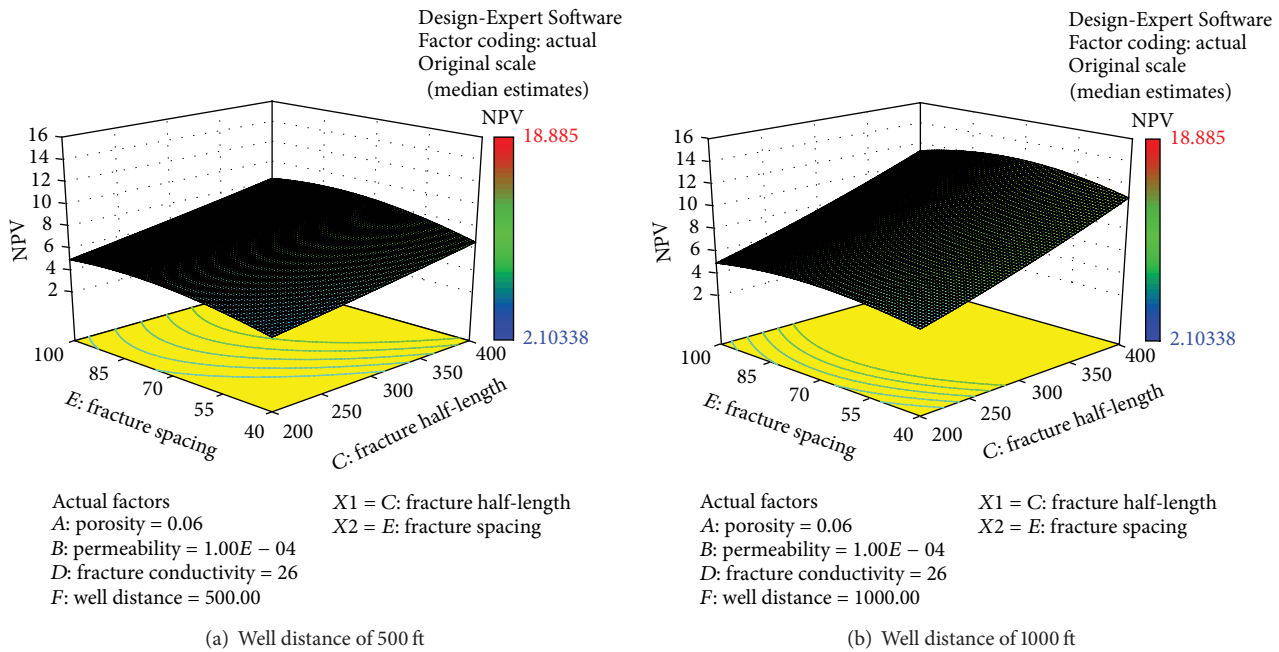 Design-Expert Software
Factor coding: actual
Original scale
(median estimates)
NPV
18.885
2.10338
16
14
12
10
8
6
4
2
NPV
100
85
70
55
40
E: fracture spacing
200
250
300
350
400
C: fracture half-length
Actual factors
A: porosity = 0.06
B: permeability = 1.00E − 04
D: fracture conductivity = 26
F: well distance = 500.00
X1 = C: fracture half-length
X2 = E: fracture spacing
(a) Well distance of 500 ft
Design-Expert Software
Factor coding: actual
Original scale
(median estimates)
NPV
18.885
2.10338
16
14
12
10
8
6
4
2
NPV
100
85
70
55
40
E: fracture spacing
200
250
300
350
400
C: fracture half-length
Actual factors
A: porosity = 0.06
B: permeability = 1.00E − 04
D: fracture conductivity = 26
F: well distance = 1000.00
X1 = C: fracture half-length
X2 = E: fracture spacing
(b) Well distance of 1000 ft